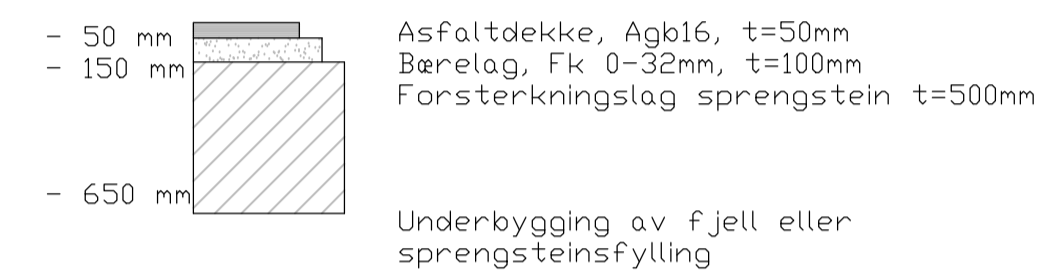 - 50 mm
- 150 mm
- 650 mm
Asfaltdekke, Agb16, t=50mm
Bærelag, Fk 0-32mm, t=100mm
Forsterkningslag sprengstein t=500mm
Underbygging av fjell eller
sprengsteinsfylling